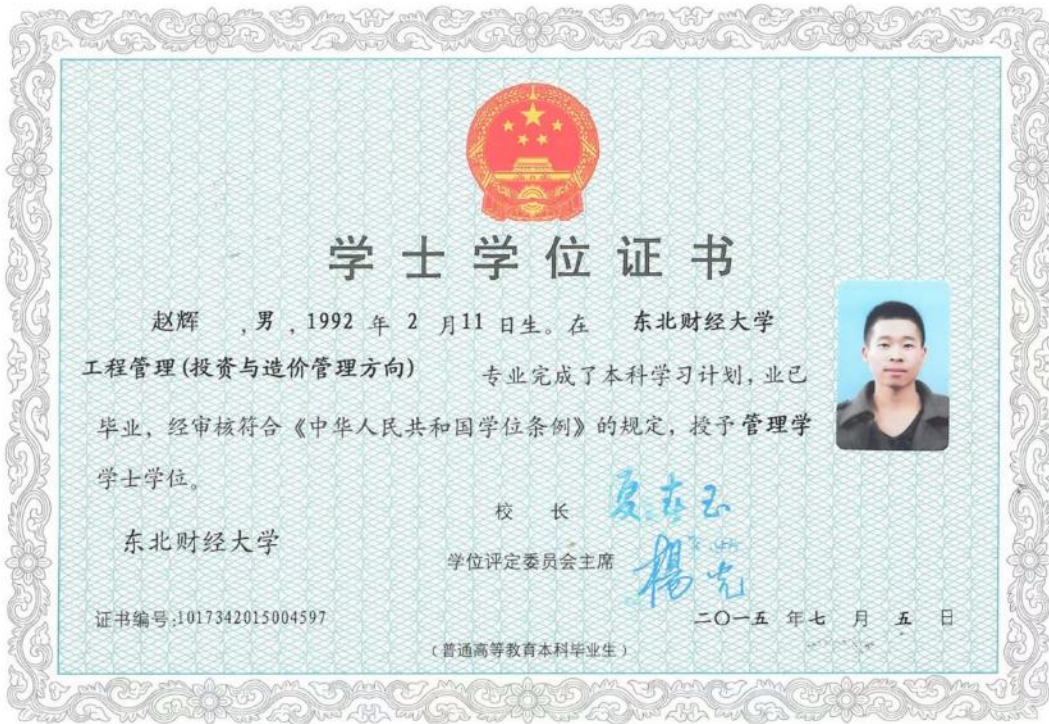 学士学位证书
赵辉 ,男,1992 年 2 月11 日生。在 东北财经大学
工程管理(投资与造价管理方向) 专业完成了本科学习计划,业已
毕业,经审核符合《中华人民共和国学位条例》的规定,授予 管理学
学士学位。
校 长 夏春玉
东北财经大学
学位评定委员会主席
证书编号:1017342015004597
二〇一五 年 七 月 五 日
(普通高等教育本科毕业生)